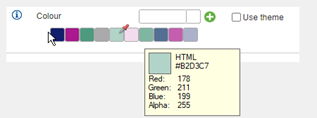 Colour
Use theme
HTML
#B2D3C7
Red: 178
Green: 211
Blue: 199
Alpha: 255